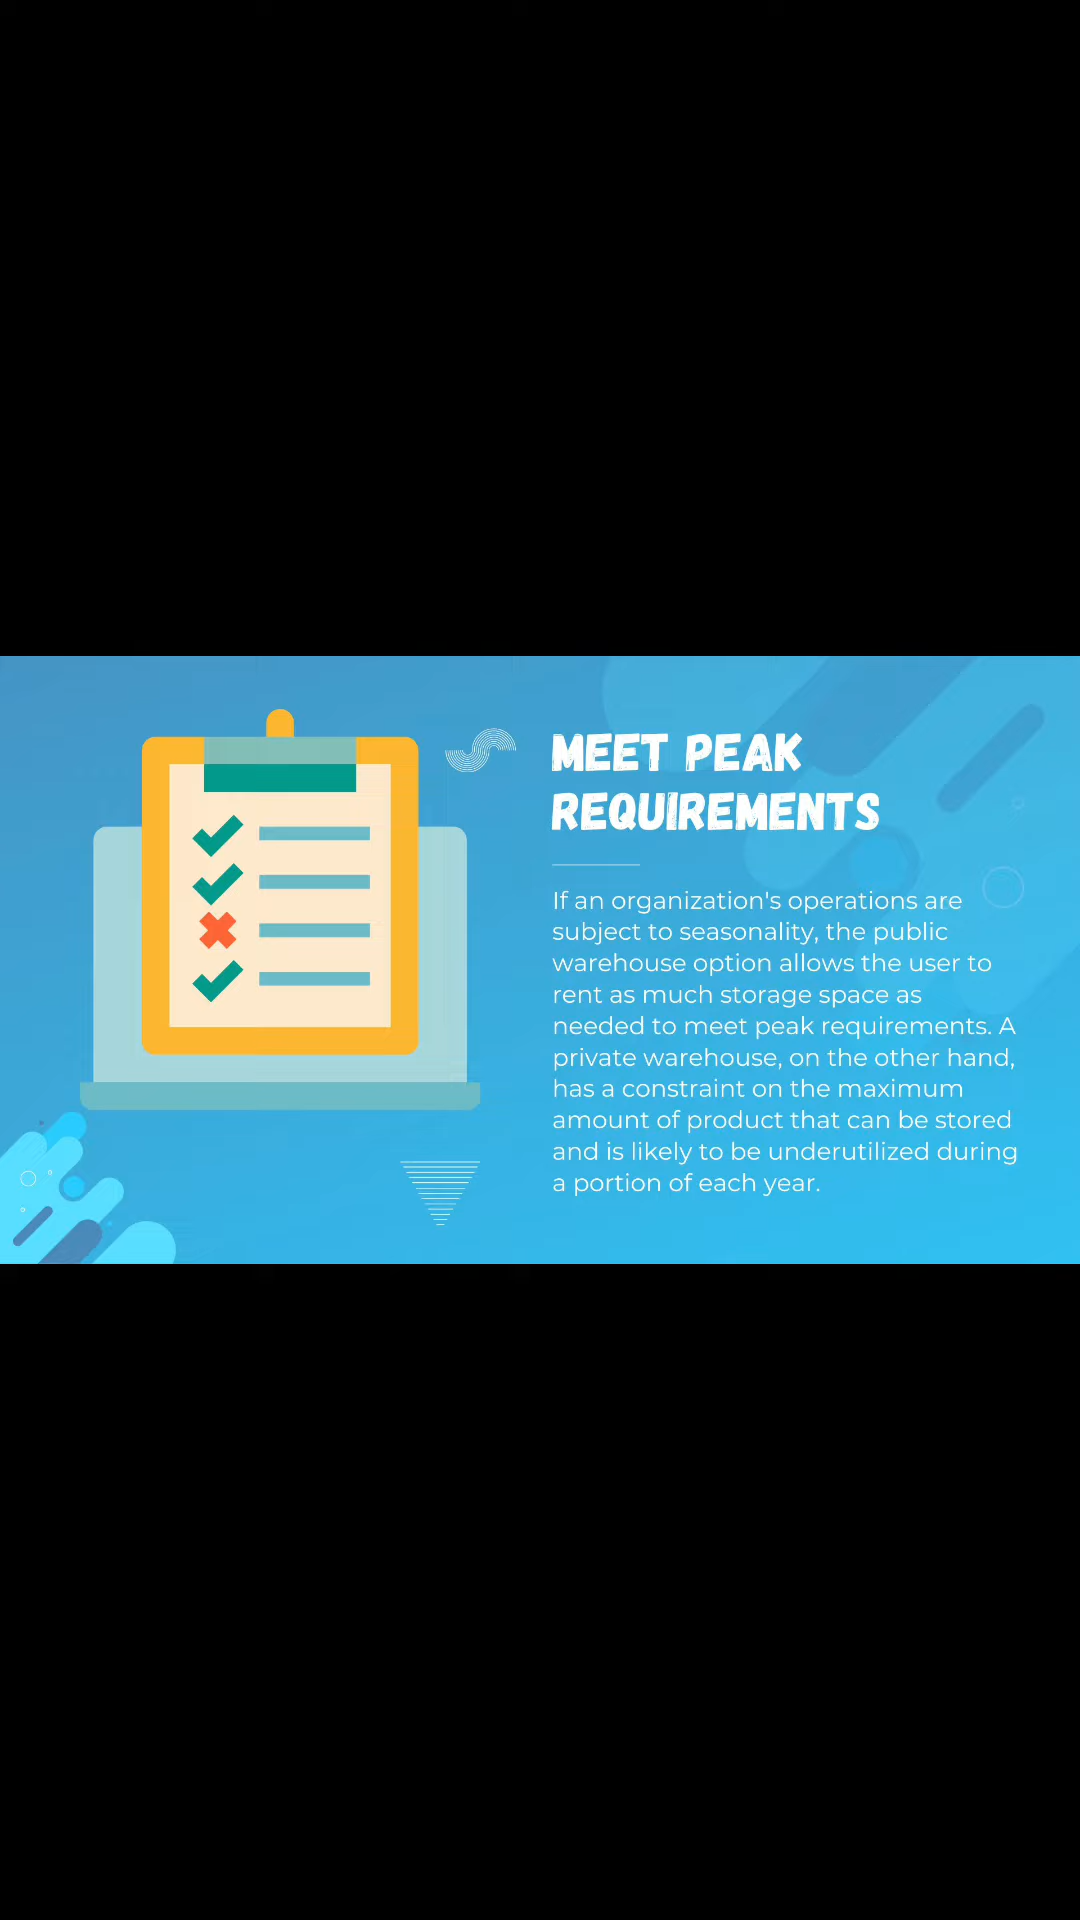 MEET PEAK
REQUIREMENTS
If an organization's operations are
subject to seasonality, the public
warehouse option allows the user to
rent as much storage space as
needed to meet peak requirements. A
private warehouse, on the other hand,
has a constraint on the maximum
amount of product that can be stored
and is likely to be underutilized during
a portion of each year.